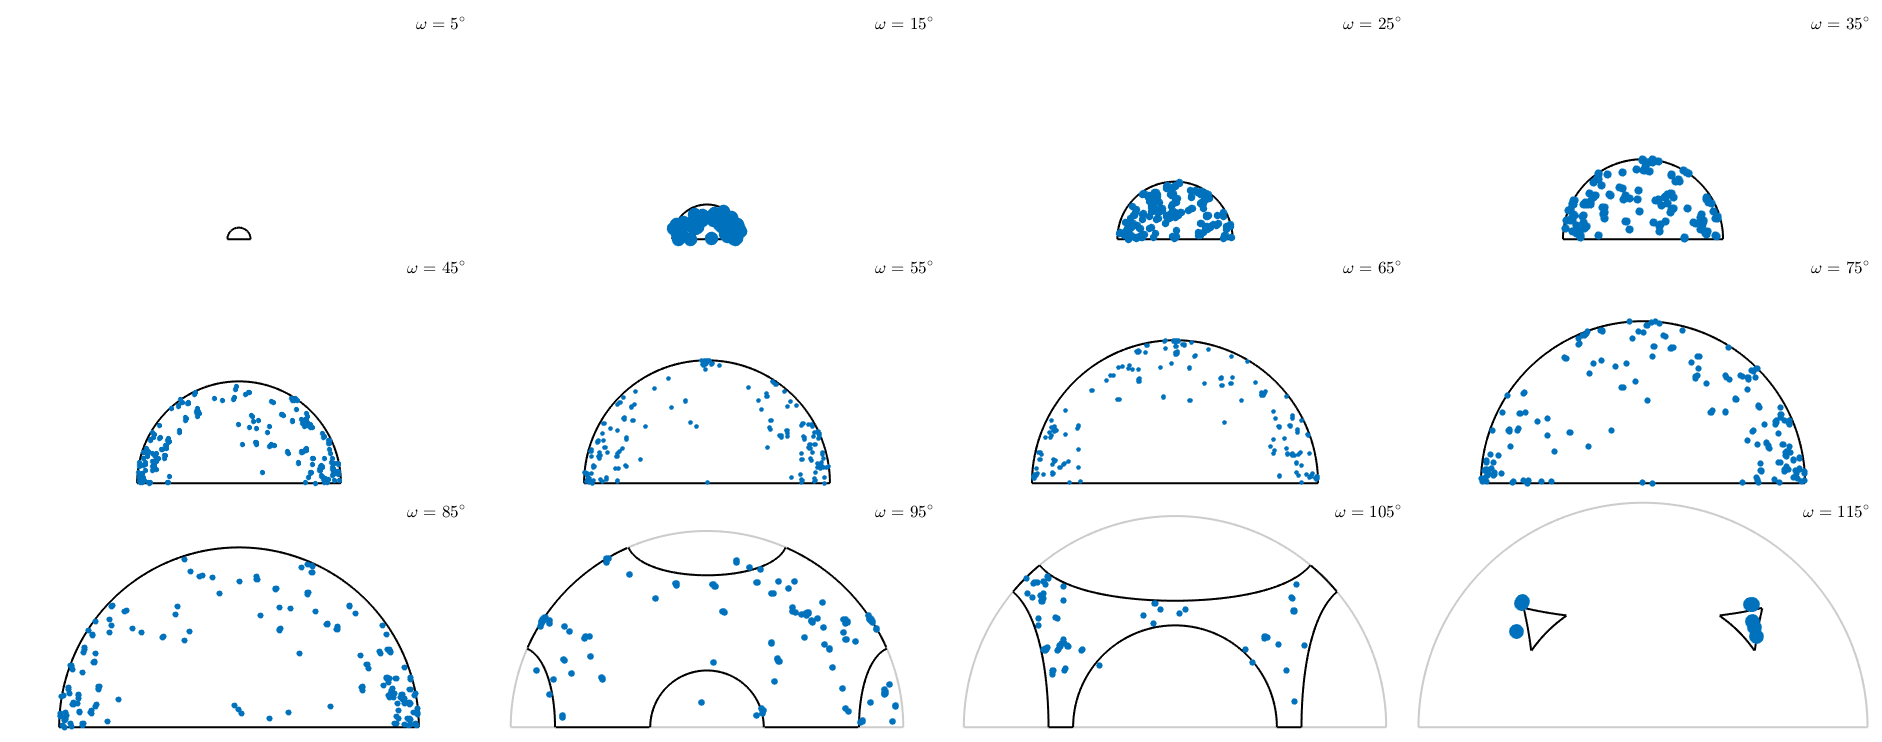 ω = 5°
ω = 15°
ω = 25°
ω = 35°
ω = 45°
ω = 55°
ω = 65°
ω = 75°
ω = 85°
ω = 95°
ω = 105°
ω = 115°